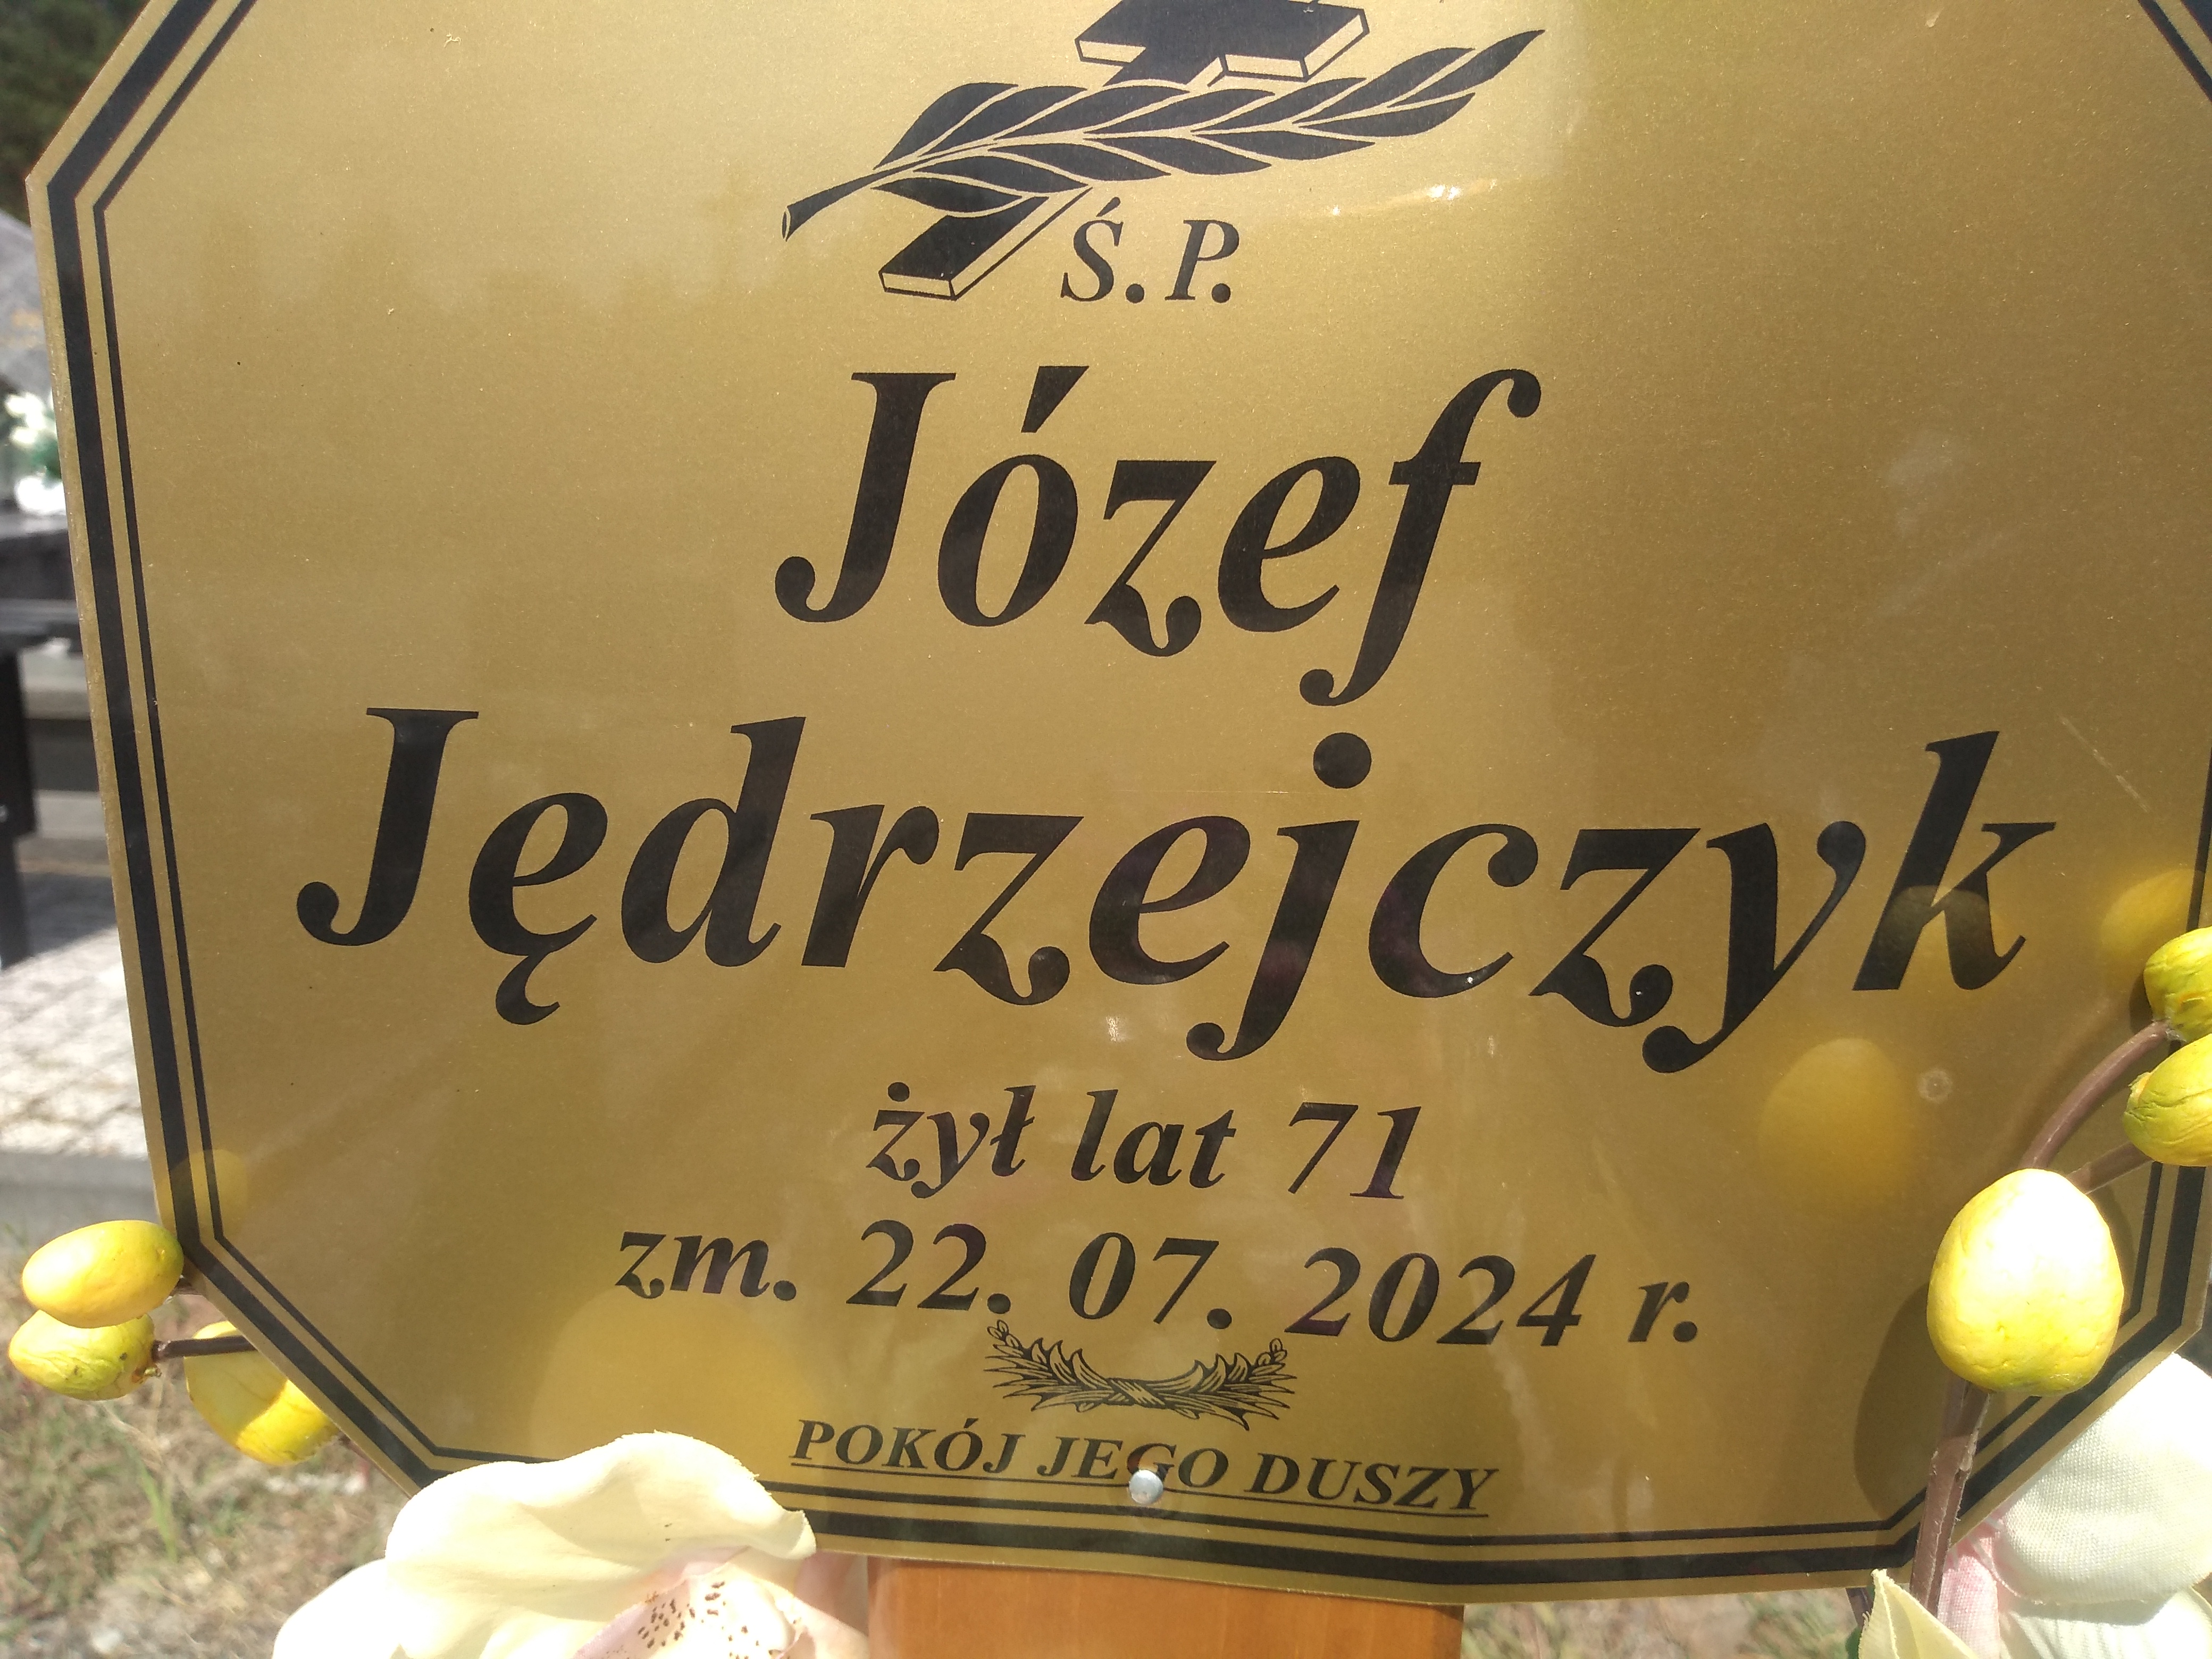 Ś.P.
Józef
Jędrzejczyk
żył lat 71
zm. 22. 07. 2024 r.
POKÓJ JEGO DUSZY